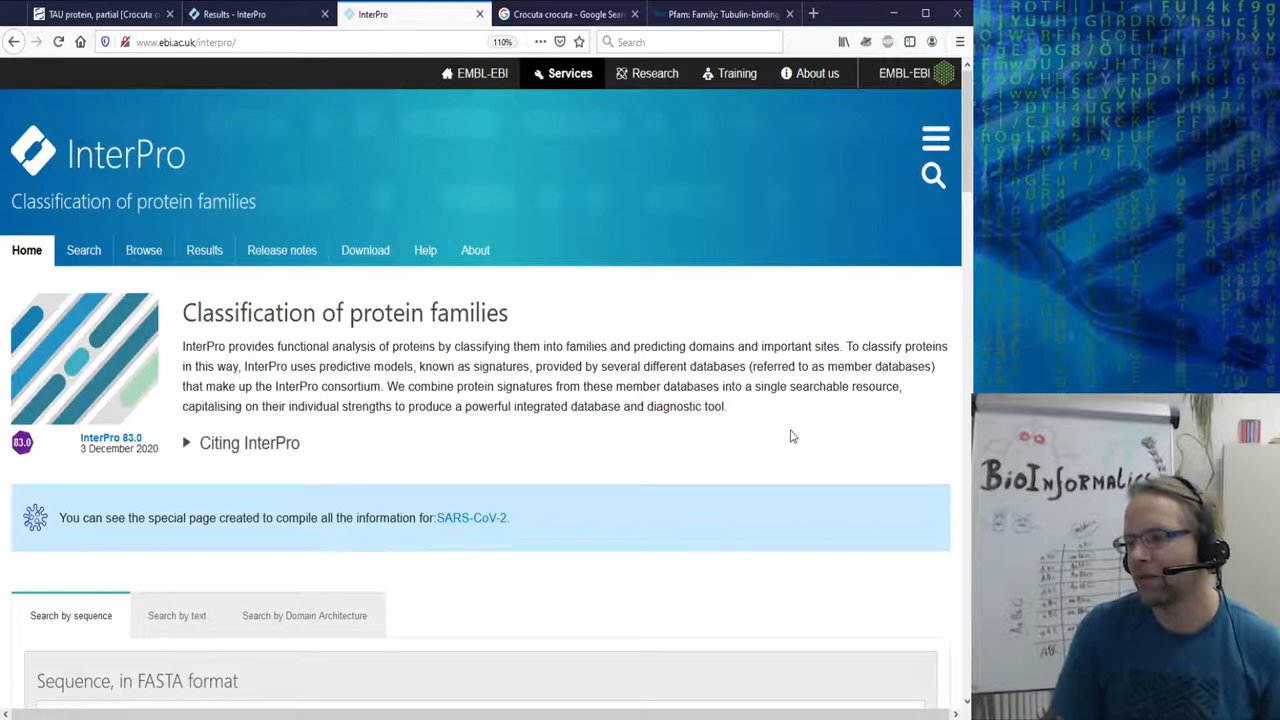 TAU protein, partial [Crocuta c
Results - InterPro
InterPro
Crocuta crocuta - Google Sear
Pfam: Family: Tubulin-binding
www.ebi.ac.uk/interpro/
110%
Search
EMBL-EBI
Services
Research
Training
About us
EMBL-EBI
InterPro
Classification of protein families
Home
Search
Browse
Results
Release notes
Download
Help
About
Classification of protein families
InterPro provides functional analysis of proteins by classifying them into families and predicting domains and important sites. To classify proteins
in this way, InterPro uses predictive models, known as signatures, provided by several different databases (referred to as member databases)
that make up the InterPro consortium. We combine protein signatures from these member databases into a single searchable resource,
capitalising on their individual strengths to produce a powerful integrated database and diagnostic tool.
83.0
InterPro 83.0
3 December 2020
Citing InterPro
You can see the special page created to compile all the information for:SARS-CoV-2.
Search by sequence
Search by text
Search by Domain Architecture
Sequence, in FASTA format
BioInformatics